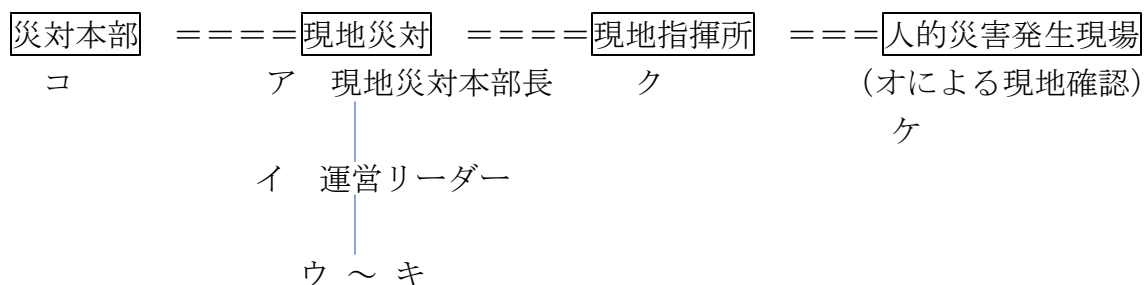 災対本部 ====現地災対 ====現地指揮所 ===人的災害発生現場
コ ア 現地災対本部長 ク (オによる現地確認)
ケ
イ 運営リーダー
ウ ~ キ